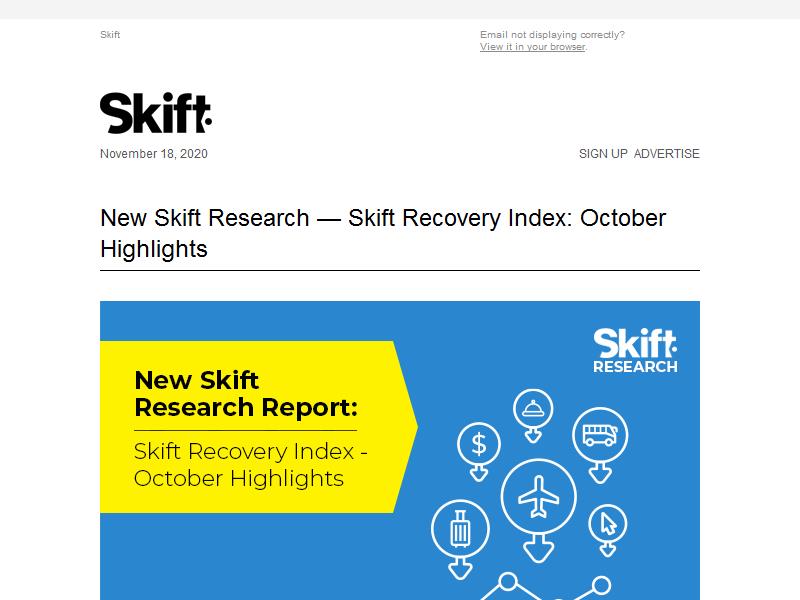 Skift
Email not displaying correctly?
View it in your browser.
Skift
November 18, 2020
SIGN UP ADVERTISE
New Skift Research — Skift Recovery Index: October
Highlights
Skift
RESEARCH
New Skift
Research Report:
Skift Recovery Index -
October Highlights
$